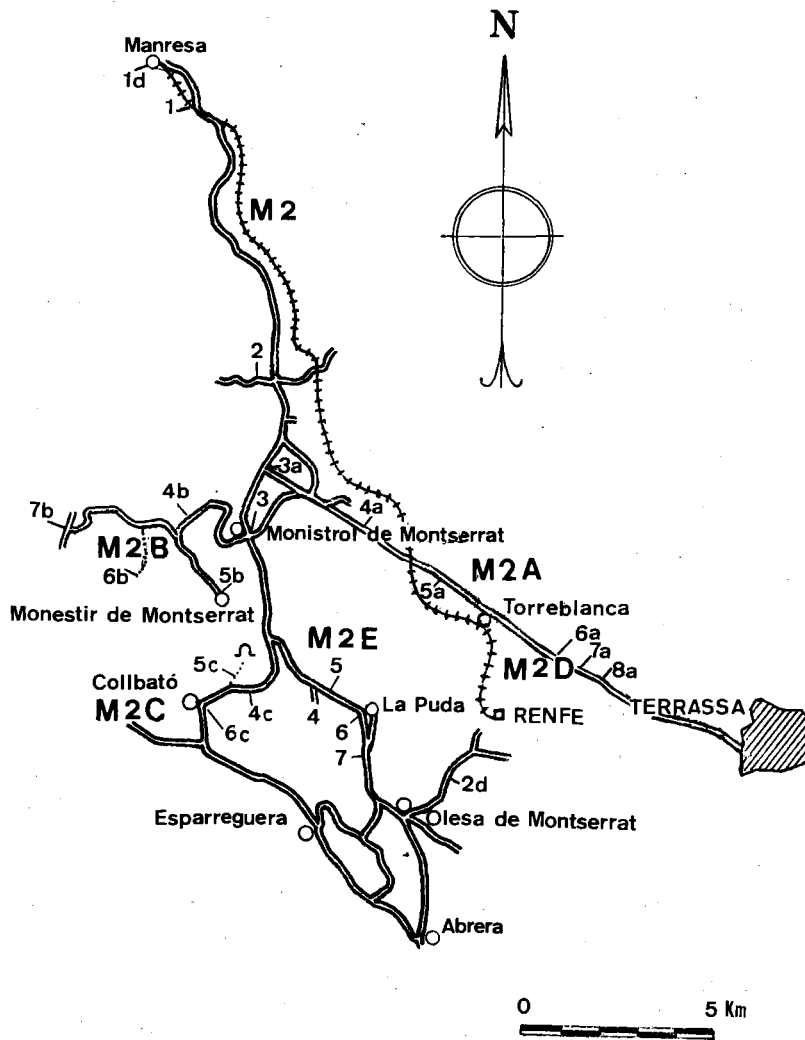 N
Manresa
1d
1
M2
2
3a
4b
3
4a
7b
Monistrol de Montserrat
M2B
6b
5b
5a
M2A
Monestir de Montserrat
Torreblanca
M2E
6a
5c
5
7a
M2D
8a
Collbató
4c
4
La Puda
TERRASSA
M2C
6c
6
RENFE
7
2d
Esparreguera
Olesa de Montserrat
Abrera
0 5 Km